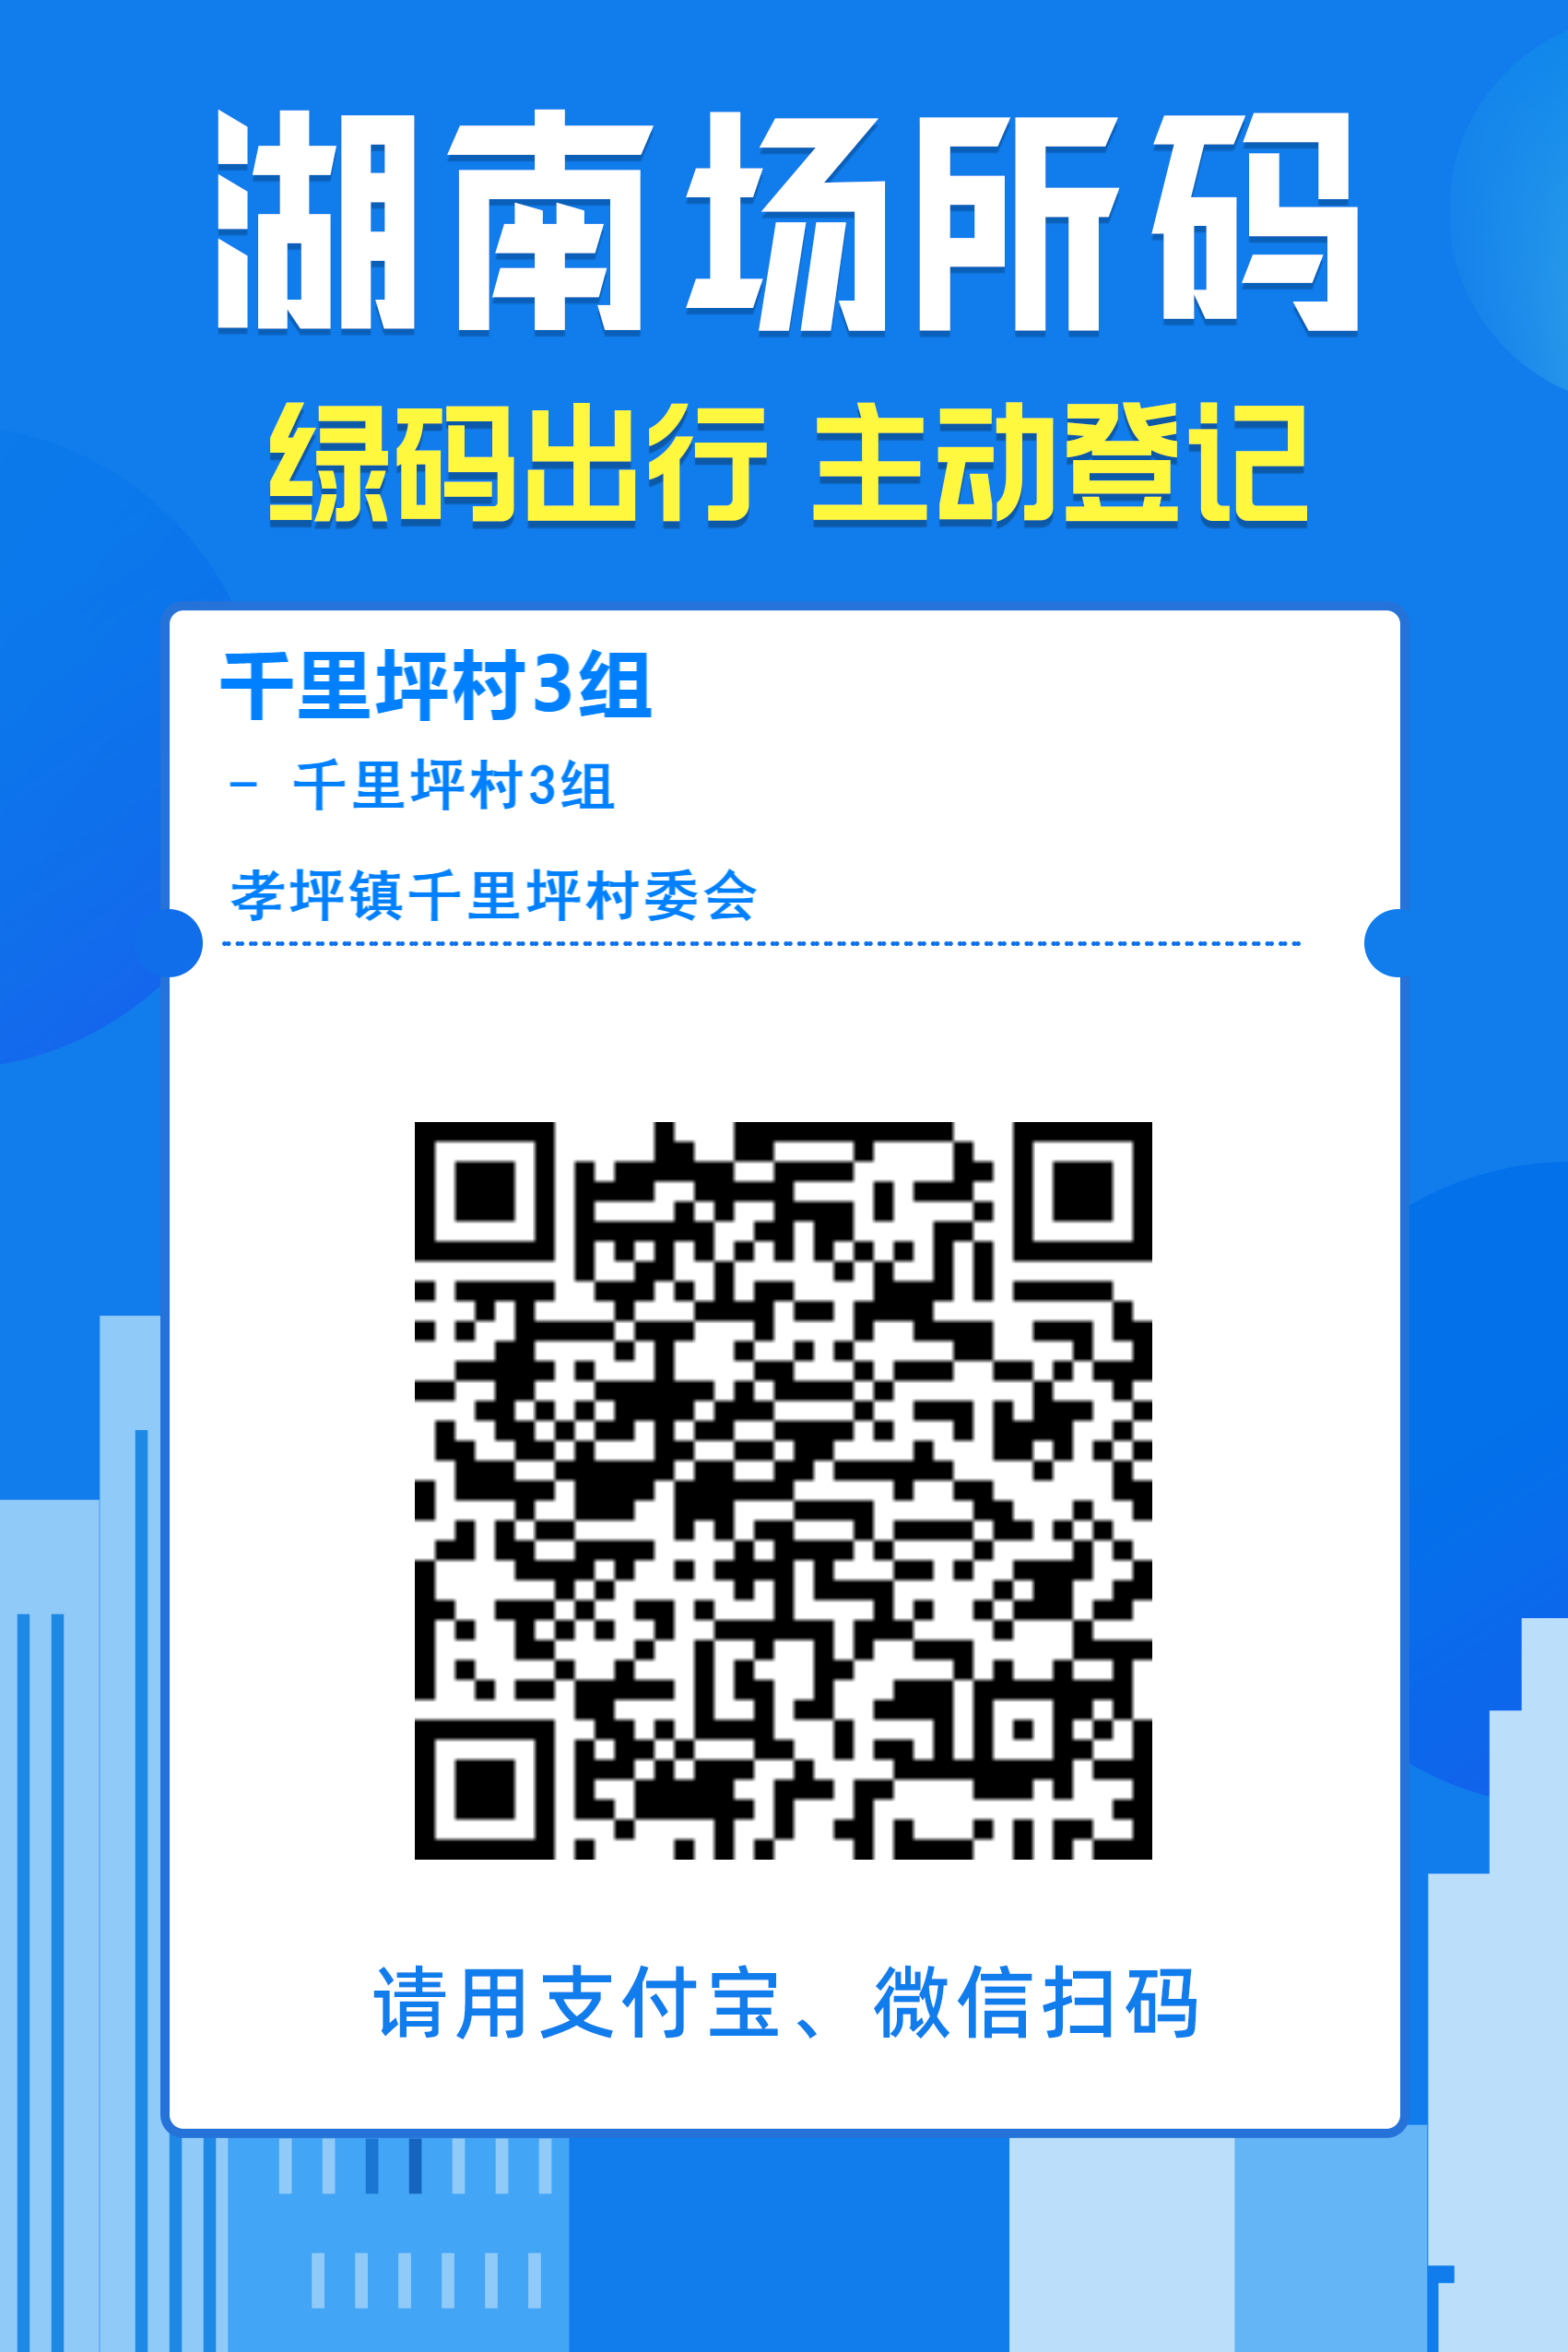 湖南场所码
绿码出行 主动登记
千里坪村3组
- 千里坪村3组
孝坪镇千里坪村委会
请用支付宝、微信扫码